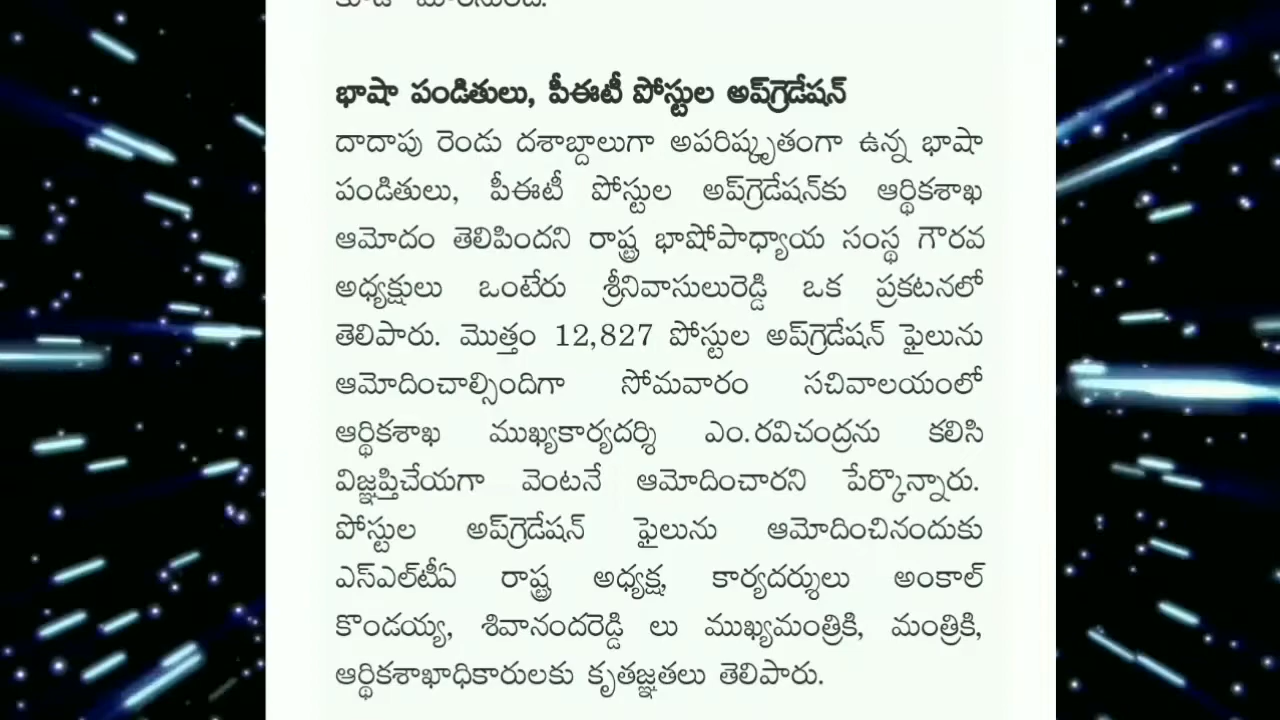 భాషా పండితులు, పీఈటీ పోస్టుల అప్‌గ్రెడేషన్
దాదాపు రెండు దశాబ్దాలుగా అపరిష్కృతంగా ఉన్న భాషా
పండితులు, పీఈటీ పోస్టుల అప్‌గ్రెడేషన్‌కు ఆర్థికశాఖ
ఆమోదం తెలిపిందని రాష్ట్ర భాషోపాధ్యాయ సంస్థ గౌరవ
అధ్యక్షులు ఒంటేరు శ్రీనివాసులురెడ్డి ఒక ప్రకటనలో
తెలిపారు. మొత్తం 12,827 పోస్టుల అప్‌గ్రెడేషన్ ఫైలును
ఆమోదించాల్సిందిగా సోమవారం సచివాలయంలో
ఆర్థికశాఖ ముఖ్యకార్యదర్శి ఎం.రవిచంద్రను కలిసి
విజ్ఞప్తిచేయగా వెంటనే ఆమోదించారని పేర్కొన్నారు.
పోస్టుల అప్‌గ్రెడేషన్ ఫైలును ఆమోదించినందుకు
ఎస్ఎల్‌టీఏ రాష్ట్ర అధ్యక్ష, కార్యదర్శులు అంకాల్
కొండయ్య, శివానందరెడ్డి లు ముఖ్యమంత్రికి, మంత్రికి,
ఆర్థికశాఖాధికారులకు కృతజ్ఞతలు తెలిపారు.